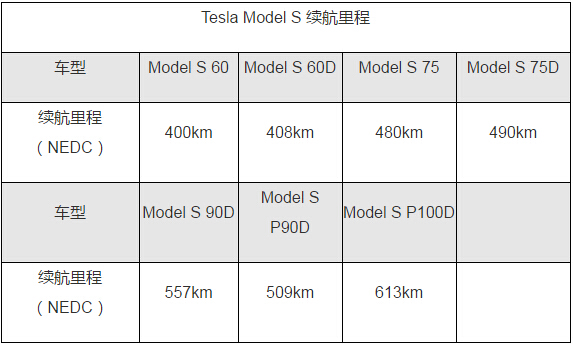 Tesla Model S 续航里程
车型 Model S 60 Model S 60D Model S 75 Model S 75D
续航里程
（NEDC） 400km 408km 480km 490km
车型 Model S 90D Model S
P90D Model S P100D
续航里程
（NEDC） 557km 509km 613km